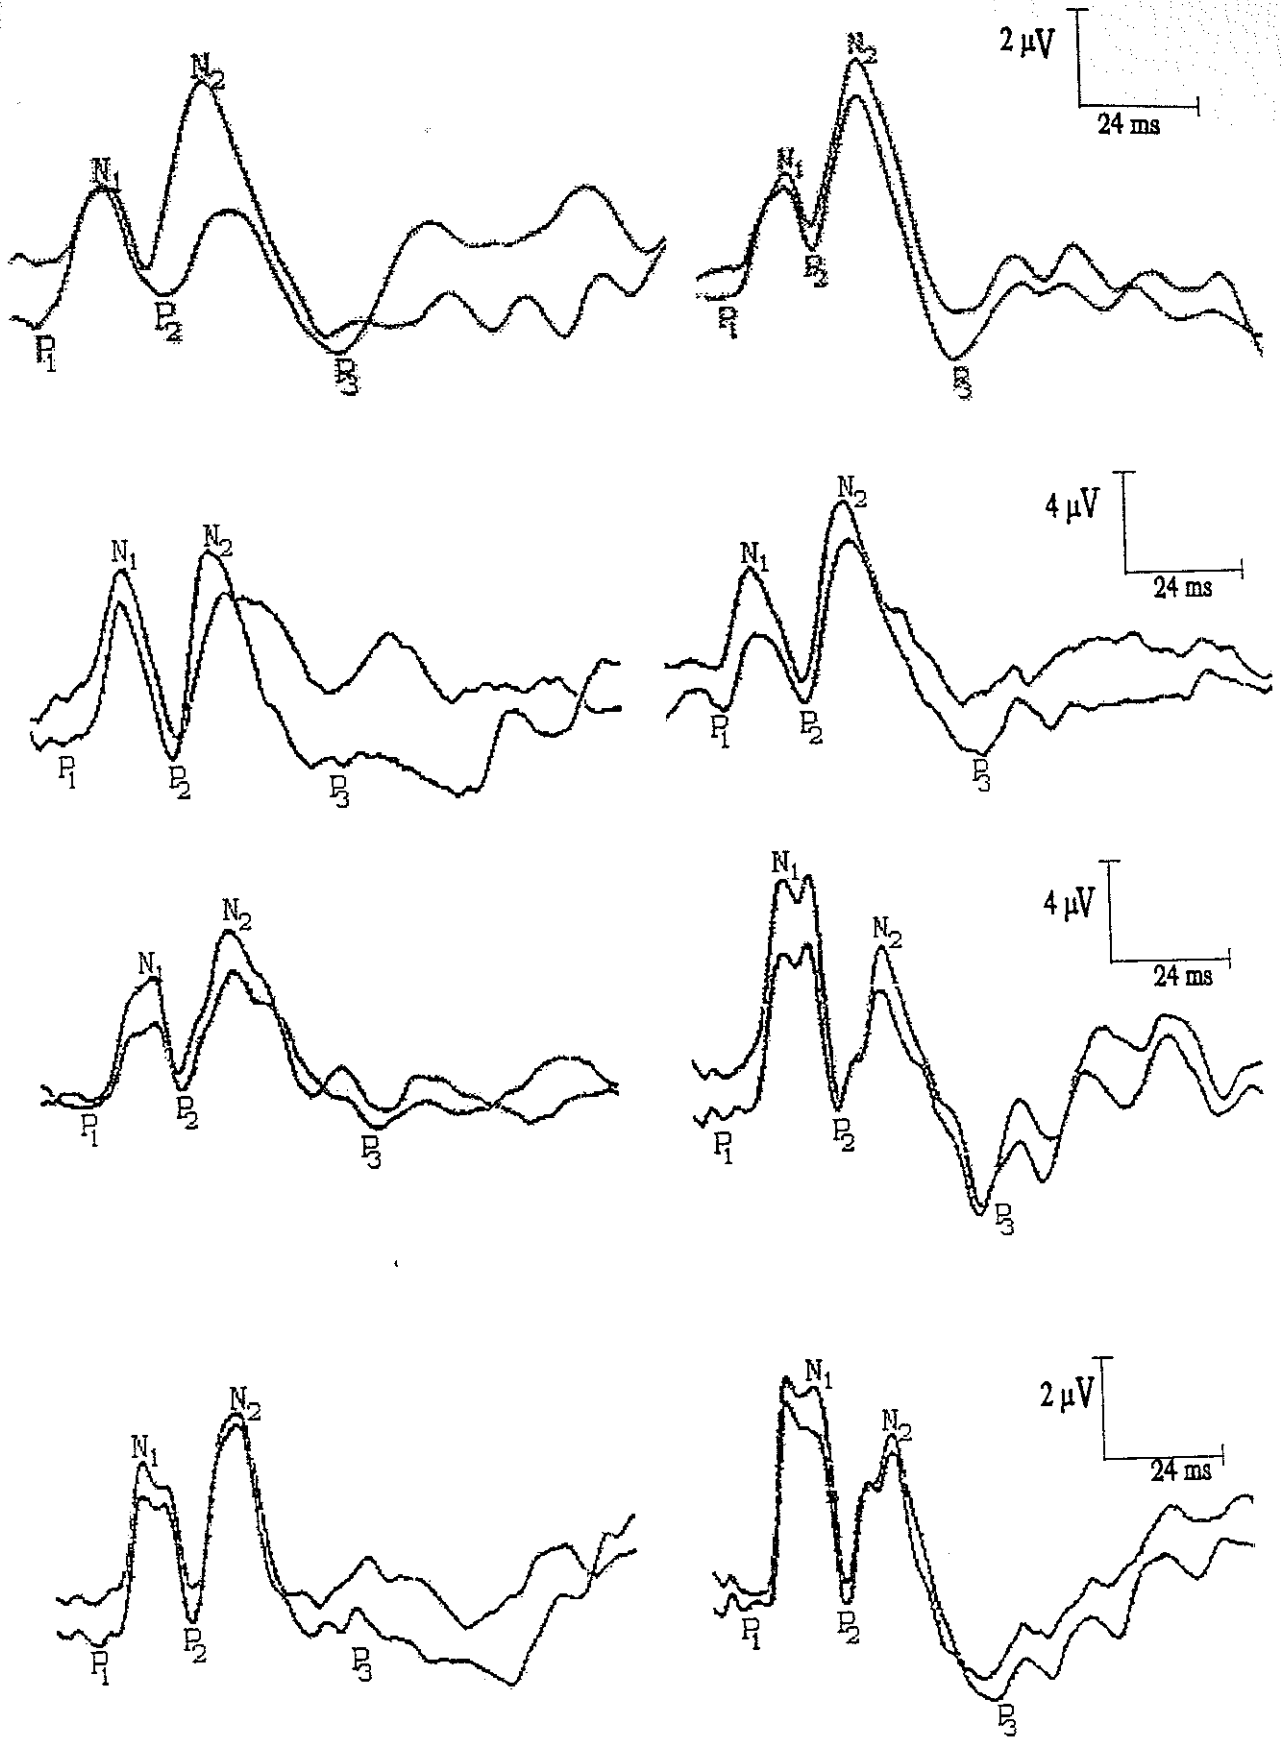 N₂ N₂ 2 μV
24 ms
N₁ N₁
P₂ P₂
P₁ P₁
P₃ P₃
N₂ 4 μV
N₁ N₂ N₁
24 ms
P₁ P₂ P₃ P₁ P₂ P₃
N₁ 4 μV
N₂ N₂
N₁ 24 ms
P₁ P₂ P₃ P₁ P₂ P₃
N₁ 2 μV
N₂ N₂
N₁ 24 ms
P₁ P₂ P₃ P₁ P₂ P₃